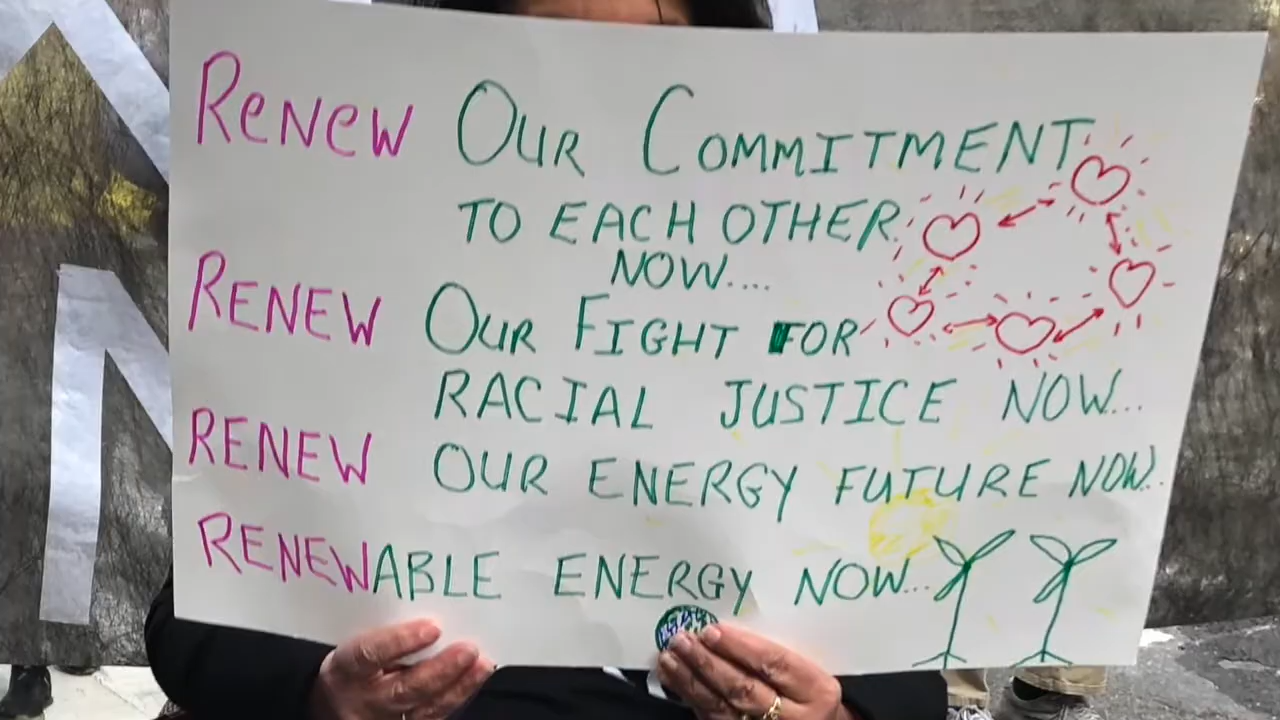 ReNeW OUR COMMITMENT
TO EACH OTHER
NOW....
RENEW OUR FIGHT FOR
RACIAL JUSTICE NOW...
RENEW OUR ENERGY FUTURE NOW..
RENEWABLE ENERGY NOW...